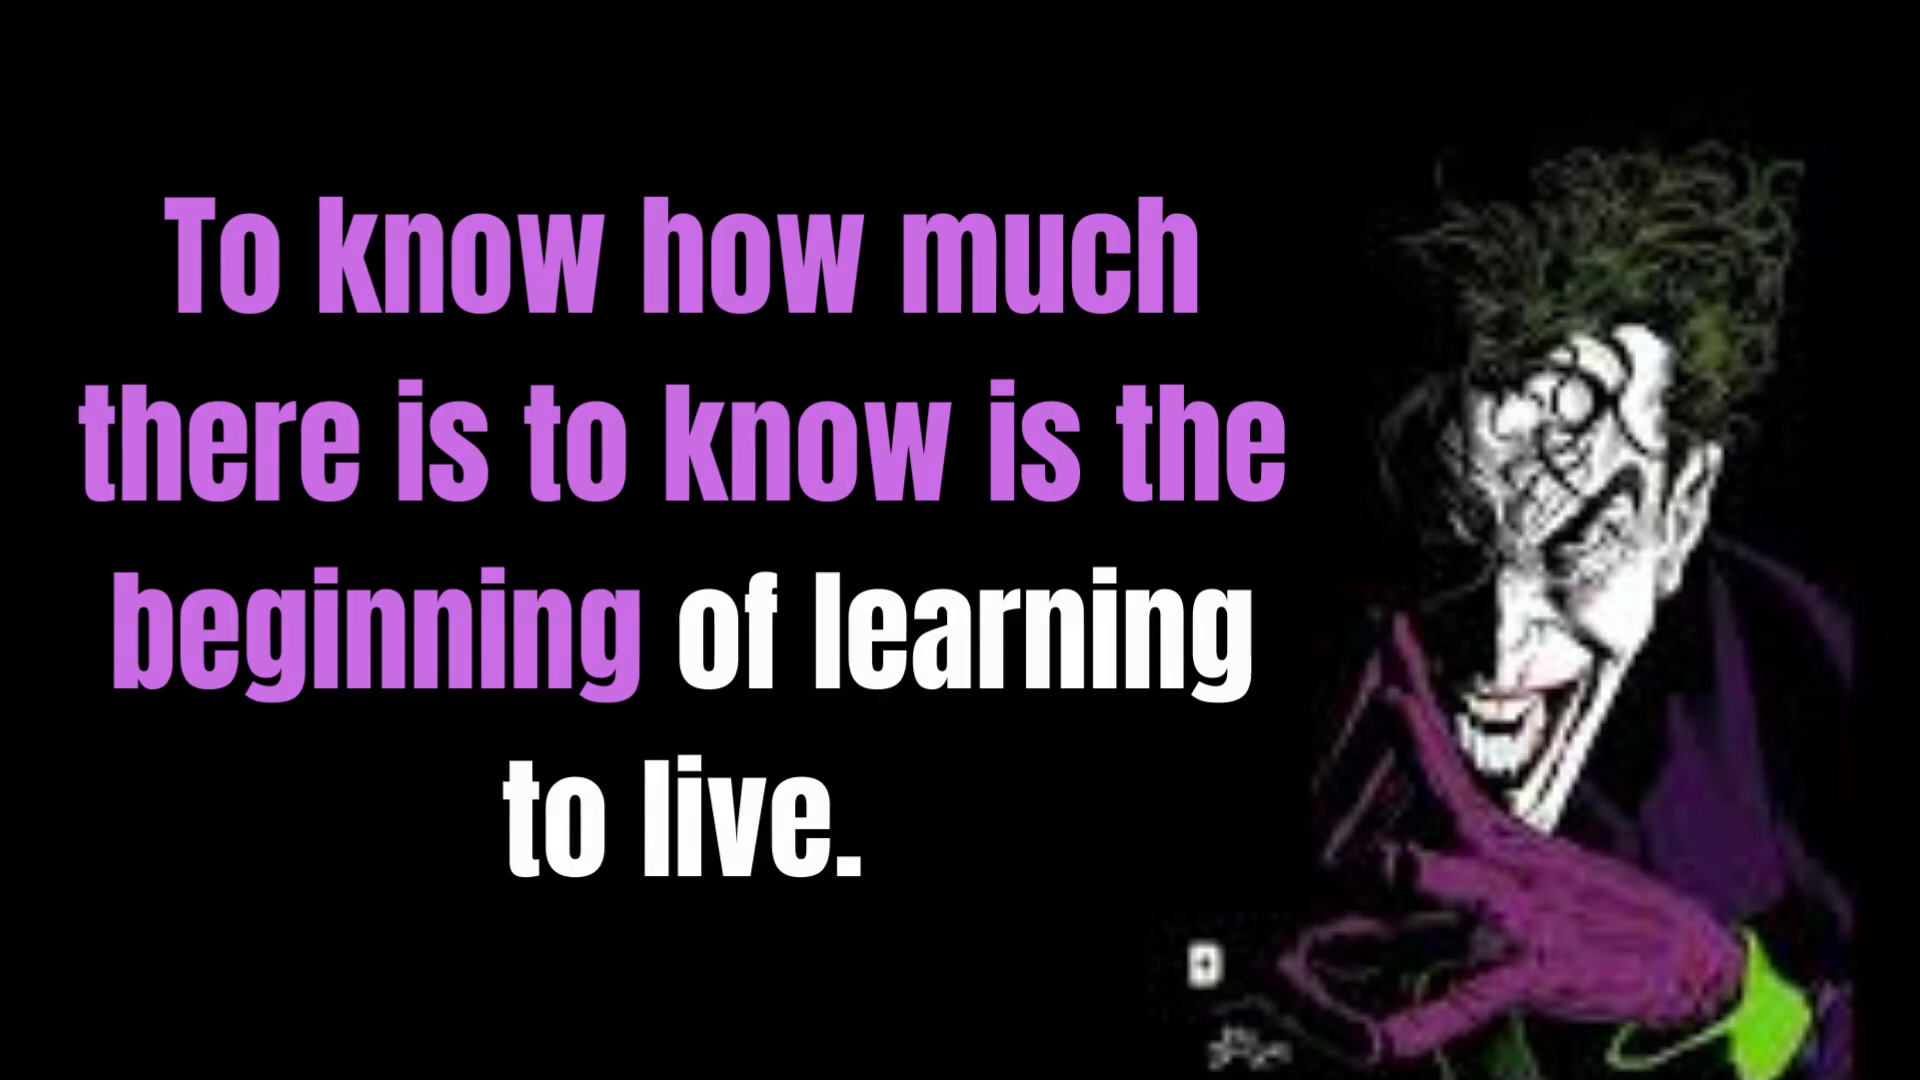 To know how much
there is to know is the
beginning of learning
to live.